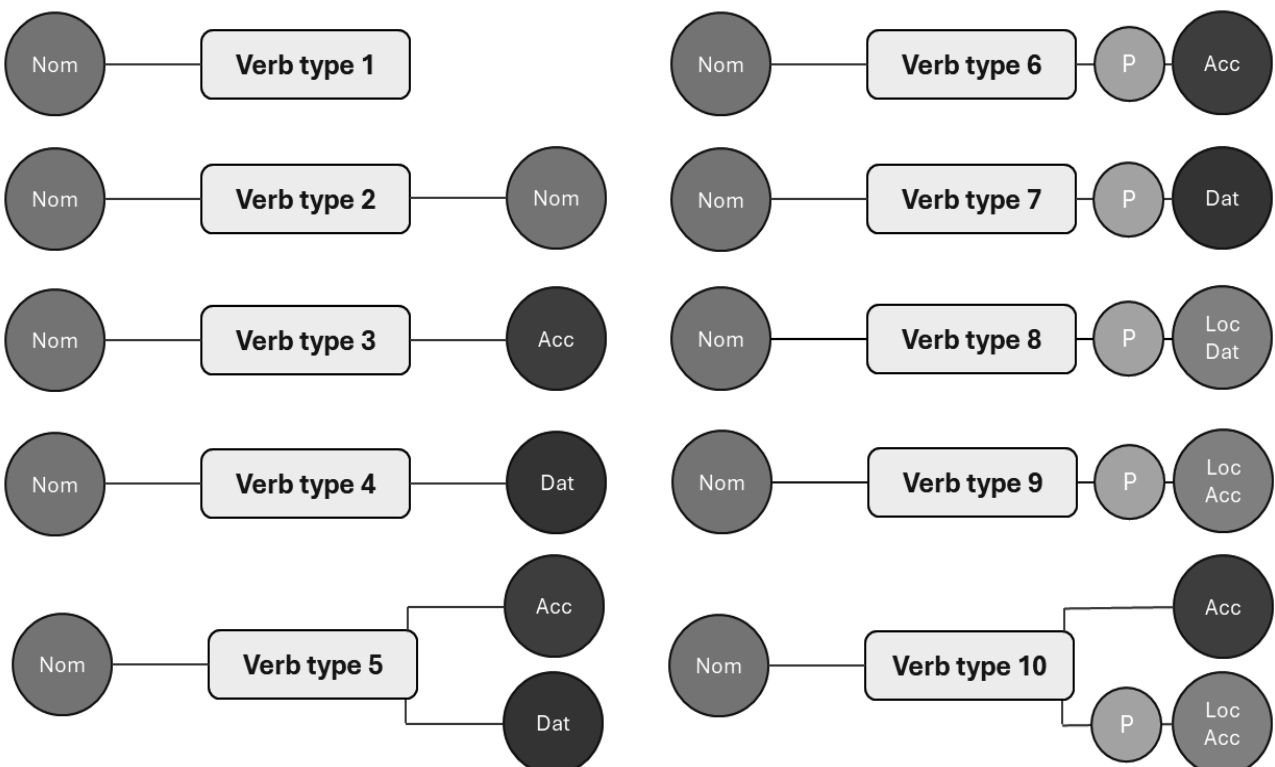 Nom Verb type 1
Nom Verb type 2 Nom
Nom Verb type 3 Acc
Nom Verb type 4 Dat
Acc
Nom Verb type 5
Dat
Nom Verb type 6 P Acc
Nom Verb type 7 P Dat
Nom Verb type 8 P Loc
Dat
Nom Verb type 9 P Loc
Acc
Acc
Nom Verb type 10
P Loc
Acc